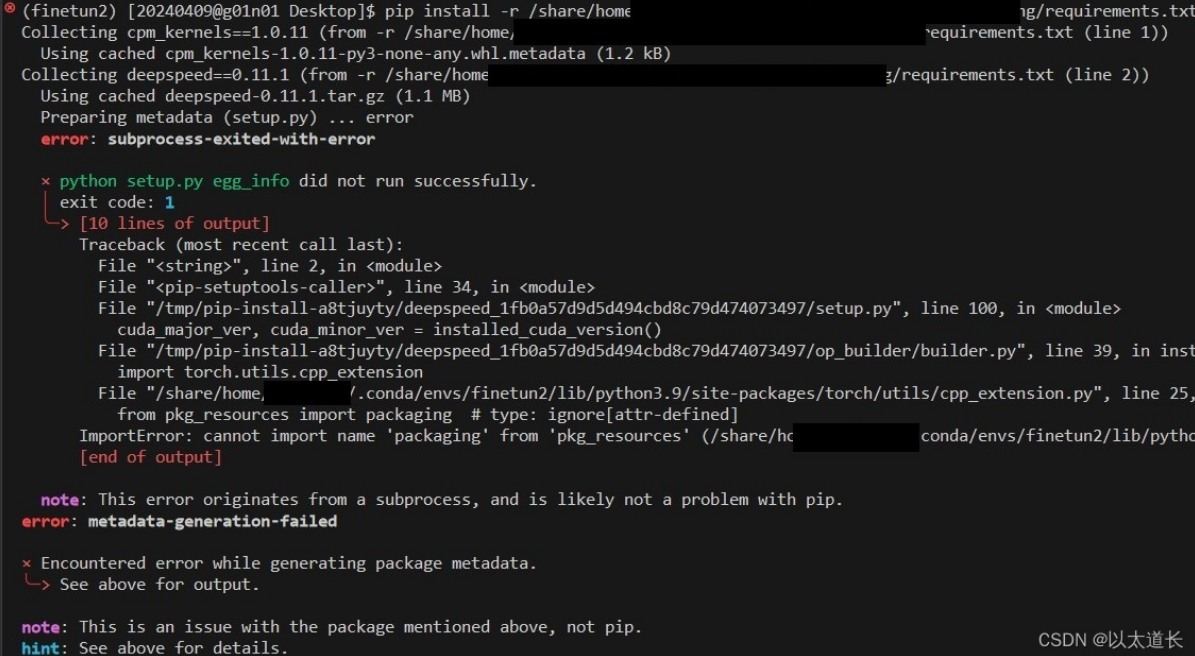 (finetun2) [20240409@g01n01 Desktop]$ pip install -r /share/home ng/requirements.txt
Collecting cpm_kernels==1.0.11 (from -r /share/home/ requirements.txt (line 1))
Using cached cpm_kernels-1.0.11-py3-none-any.whl.metadata (1.2 kB)
Collecting deepspeed==0.11.1 (from -r /share/home g/requirements.txt (line 2))
Using cached deepspeed-0.11.1.tar.gz (1.1 MB)
Preparing metadata (setup.py) ... error
error: subprocess-exited-with-error
× python setup.py egg_info did not run successfully.
exit code: 1
[10 lines of output]
Traceback (most recent call last):
File "<string>", line 2, in <module>
File "<pip-setuptools-caller>", line 34, in <module>
File "/tmp/pip-install-a8tjuyty/deepspeed_1fb0a57d9d5d494cbd8c79d474073497/setup.py", line 100, in <module>
cuda_major_ver, cuda_minor_ver = installed_cuda_version()
File "/tmp/pip-install-a8tjuyty/deepspeed_1fb0a57d9d5d494cbd8c79d474073497/op_builder/builder.py", line 39, in inst
import torch.utils.cpp_extension
File "/share/home/ /.conda/envs/finetun2/lib/python3.9/site-packages/torch/utils/cpp_extension.py", line 25,
from pkg_resources import packaging # type: ignore[attr-defined]
ImportError: cannot import name 'packaging' from 'pkg_resources' (/share/ho conda/envs/finetun2/lib/pytho
[end of output]
note: This error originates from a subprocess, and is likely not a problem with pip.
error: metadata-generation-failed
× Encountered error while generating package metadata.
See above for output.
note: This is an issue with the package mentioned above, not pip.
hint: See above for details.
CSDN @以太道长